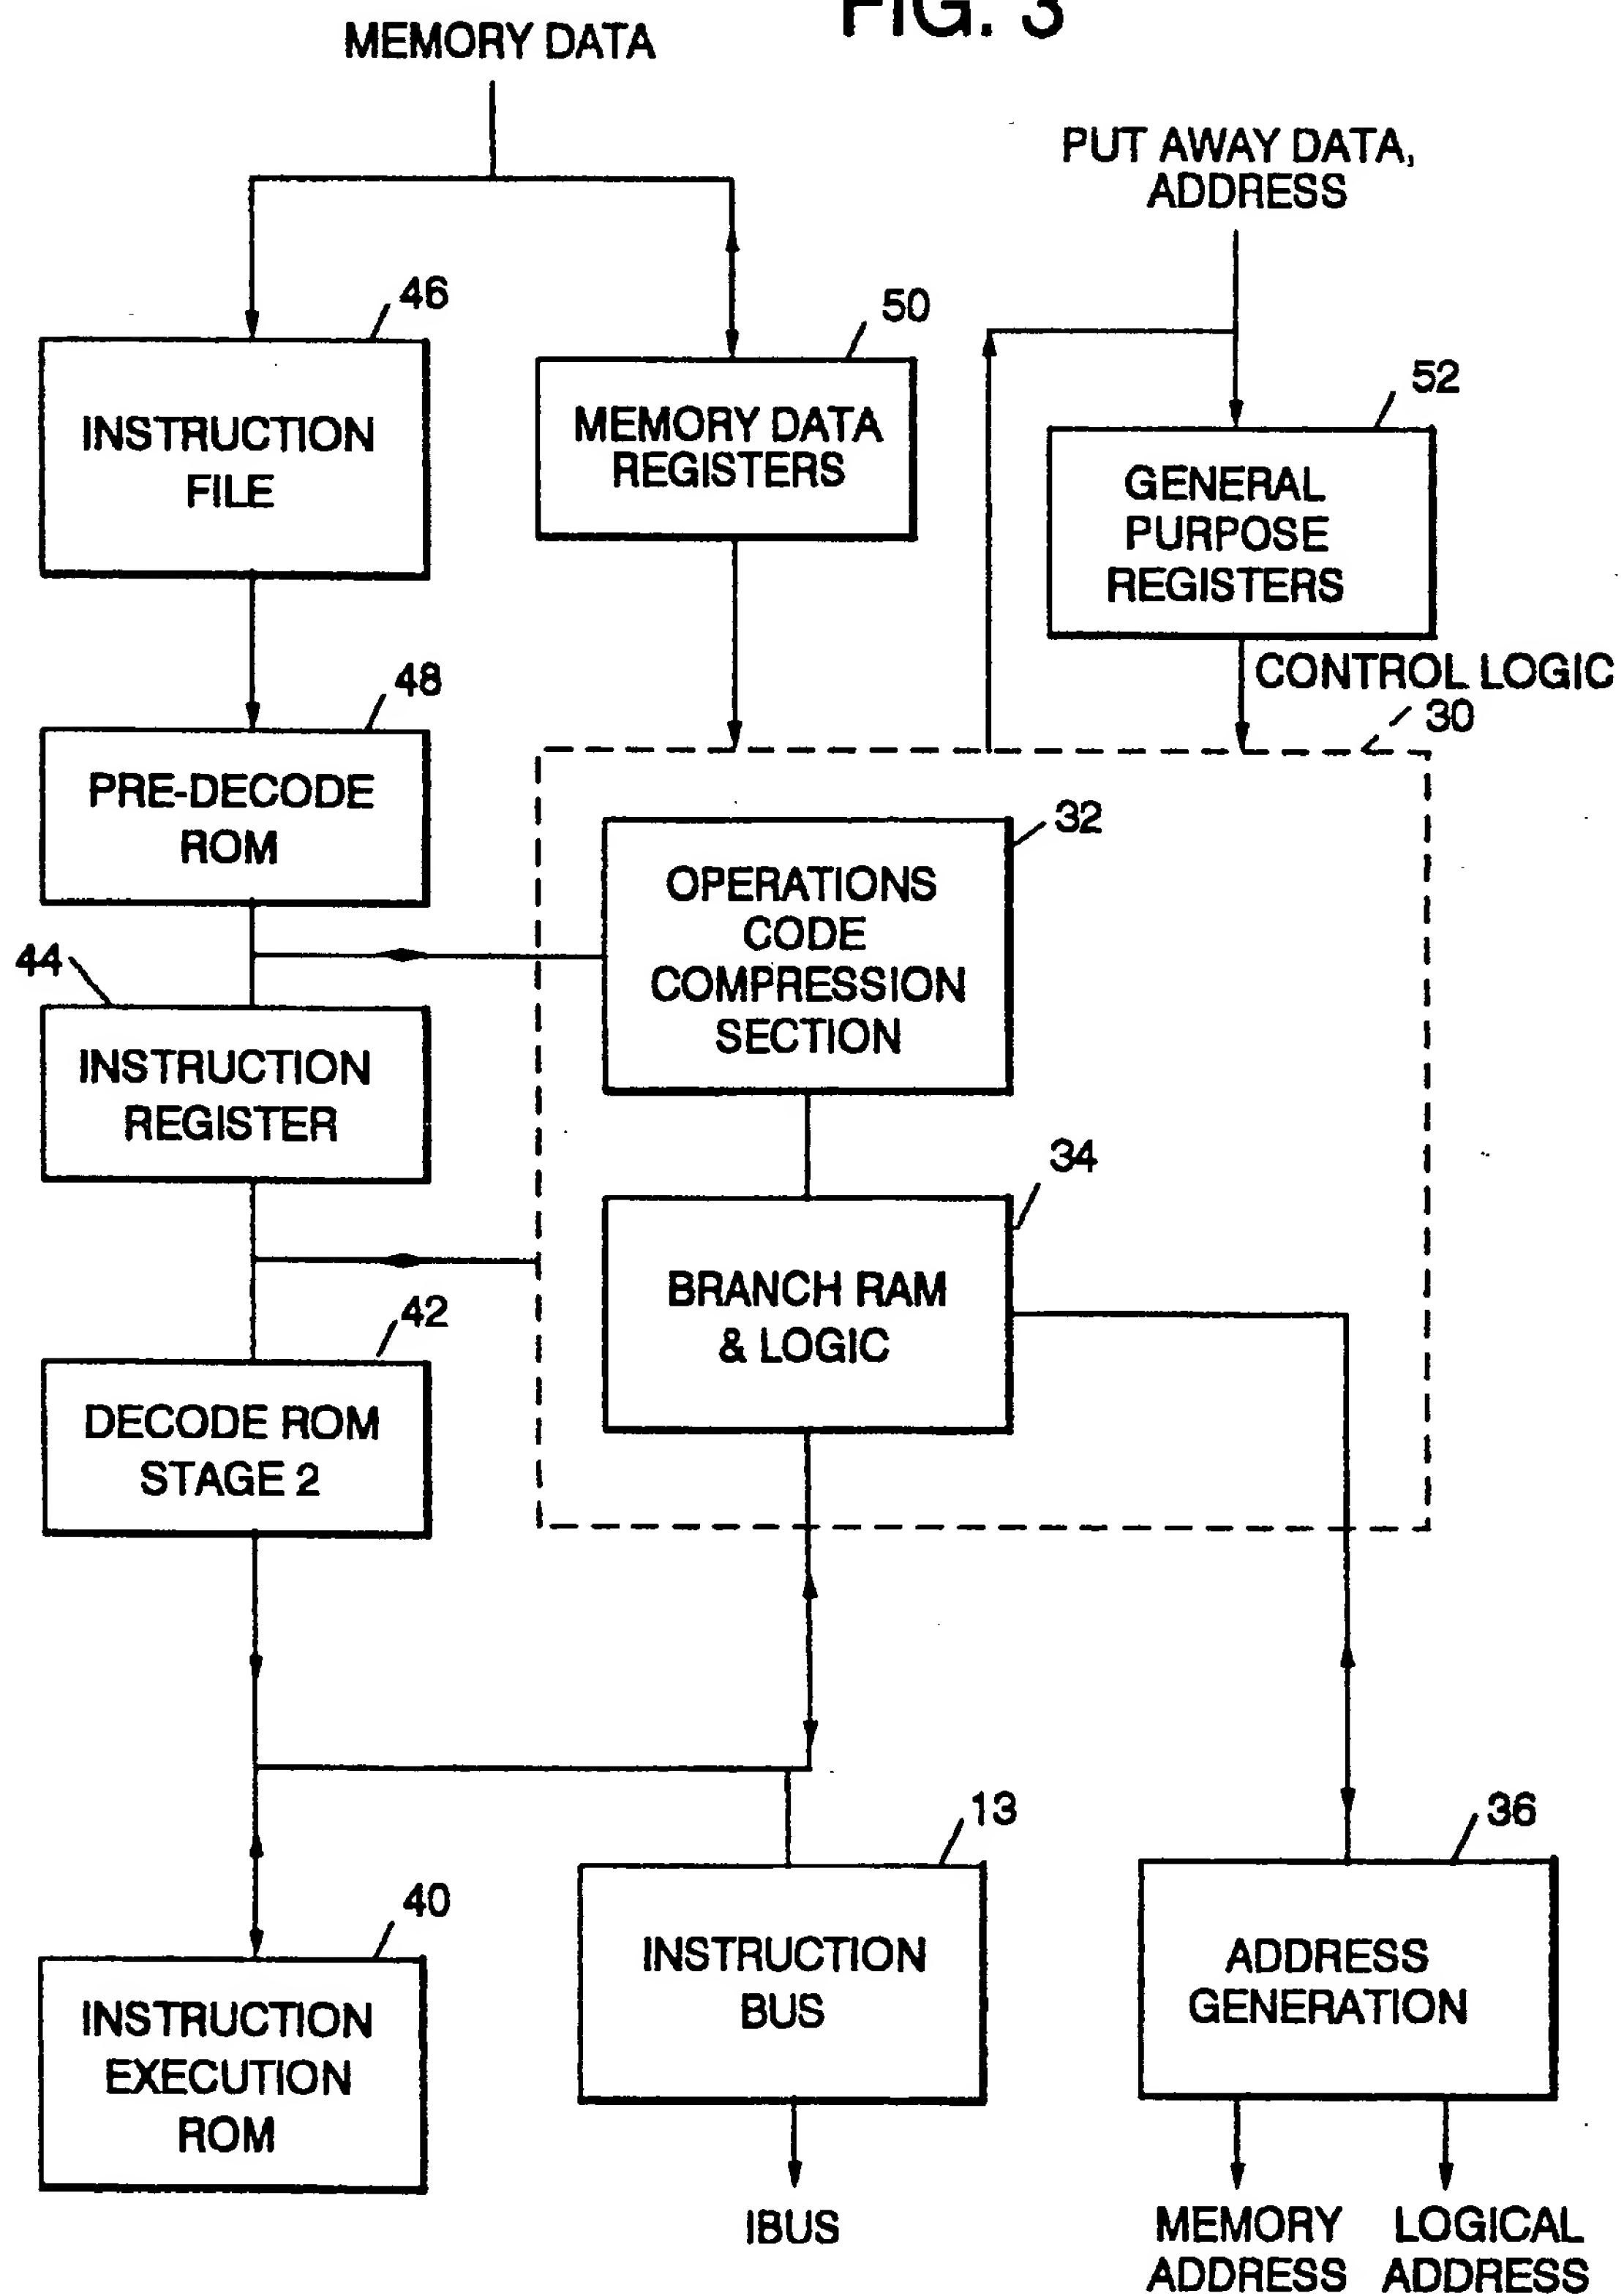 FIG. 3
MEMORY DATA
PUT AWAY DATA,
ADDRESS
46
50
52
INSTRUCTION
FILE
MEMORY DATA
REGISTERS
GENERAL
PURPOSE
REGISTERS
CONTROL LOGIC
30
48
PRE-DECODE
ROM
32
OPERATIONS
CODE
COMPRESSION
SECTION
44
INSTRUCTION
REGISTER
34
BRANCH RAM
& LOGIC
42
DECODE ROM
STAGE 2
13
36
40
INSTRUCTION
EXECUTION
ROM
INSTRUCTION
BUS
ADDRESS
GENERATION
IBUS
MEMORY
ADDRESS
LOGICAL
ADDRESS